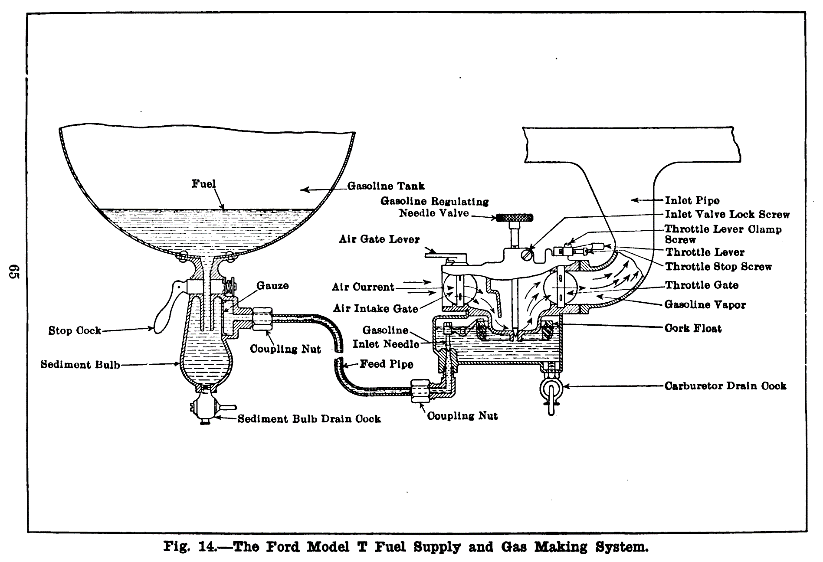 65
Fuel
Gasoline Tank
Gasoline Regulating
Needle Valve
Air Gate Lever
Air Current
Air Intake Gate
Gasoline
Inlet Needle
Gauze
Stop Cock
Coupling Nut
Sediment Bulb
Feed Pipe
Sediment Bulb Drain Cock
Coupling Nut
Inlet Pipe
Inlet Valve Lock Screw
Throttle Lever Clamp
Screw
Throttle Lever
Throttle Stop Screw
Throttle Gate
Gasoline Vapor
Cork Float
Carburetor Drain Cock
Fig. 14.—The Ford Model T Fuel Supply and Gas Making System.